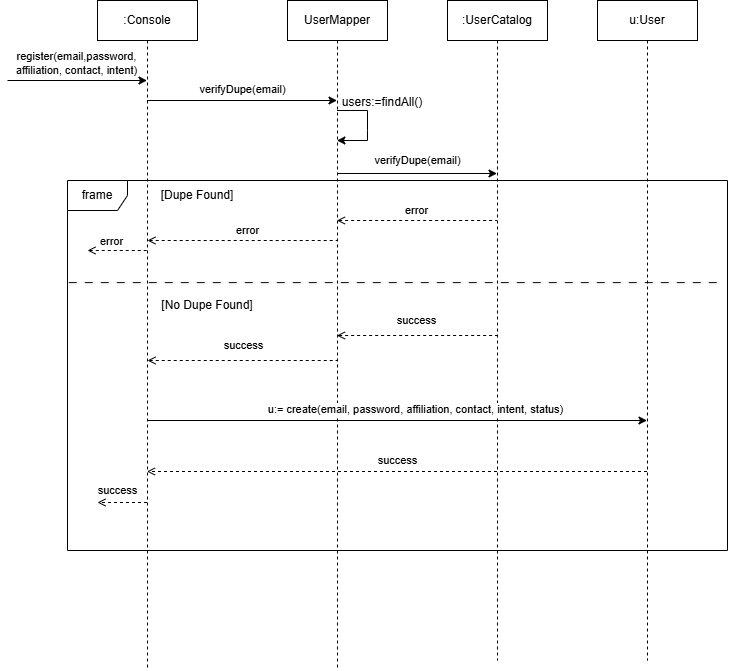 :Console
UserMapper
:UserCatalog
u:User
register(email,password,
affiliation, contact, intent)
verifyDupe(email)
users:=findAll()
verifyDupe(email)
frame
[Dupe Found]
error
error
error
[No Dupe Found]
success
success
u:= create(email, password, affiliation, contact, intent, status)
success
success